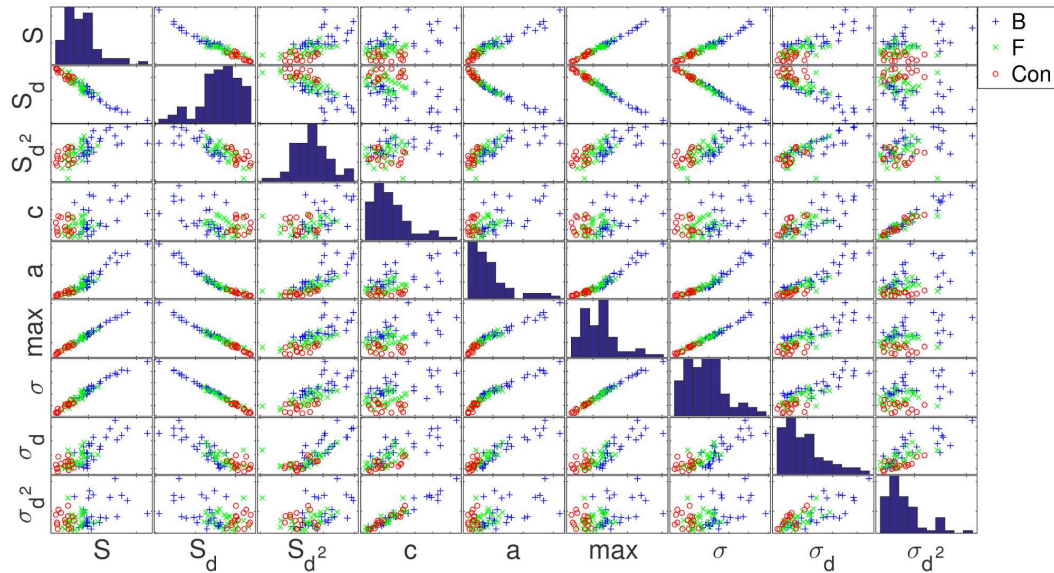 S
S_d
S_d²
c
a
max
σ
σ_d
σ_d²
S
S_d
S_d²
c
a
max
σ
σ_d
σ_d²
B
F
Con